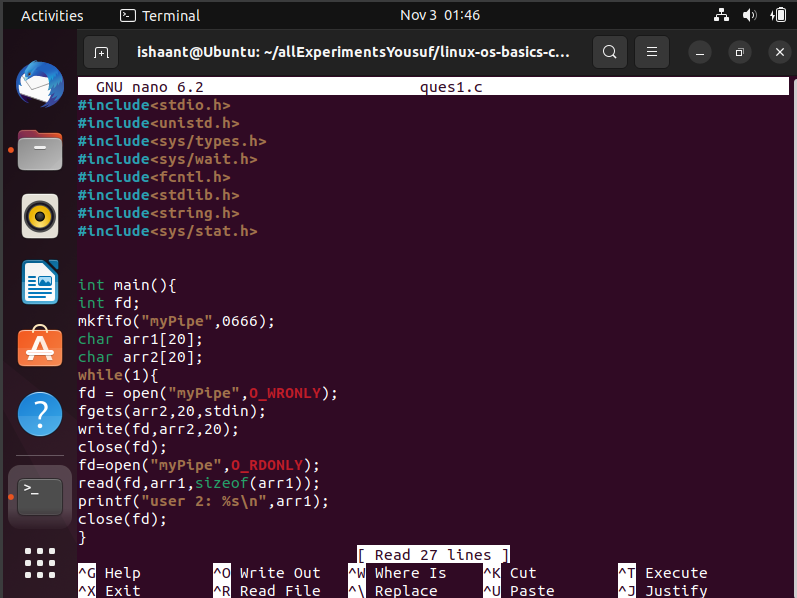 Activities Terminal Nov 3 01:46
ishaant@Ubuntu: ~/allExperimentsYousuf/linux-os-basics-c...
GNU nano 6.2 ques1.c
#include<stdio.h>
#include<unistd.h>
#include<sys/types.h>
#include<sys/wait.h>
#include<fcntl.h>
#include<stdlib.h>
#include<string.h>
#include<sys/stat.h>
int main(){
int fd;
mkfifo("myPipe",0666);
char arr1[20];
char arr2[20];
while(1){
fd = open("myPipe",O_WRONLY);
fgets(arr2,20,stdin);
write(fd,arr2,20);
close(fd);
fd=open("myPipe",O_RDONLY);
read(fd,arr1,sizeof(arr1));
printf("user 2: %s\n",arr1);
close(fd);
}
[ Read 27 lines ]
^G Help ^O Write Out ^W Where Is ^K Cut ^T Execute
^X Exit ^R Read File ^\ Replace ^U Paste ^J Justify